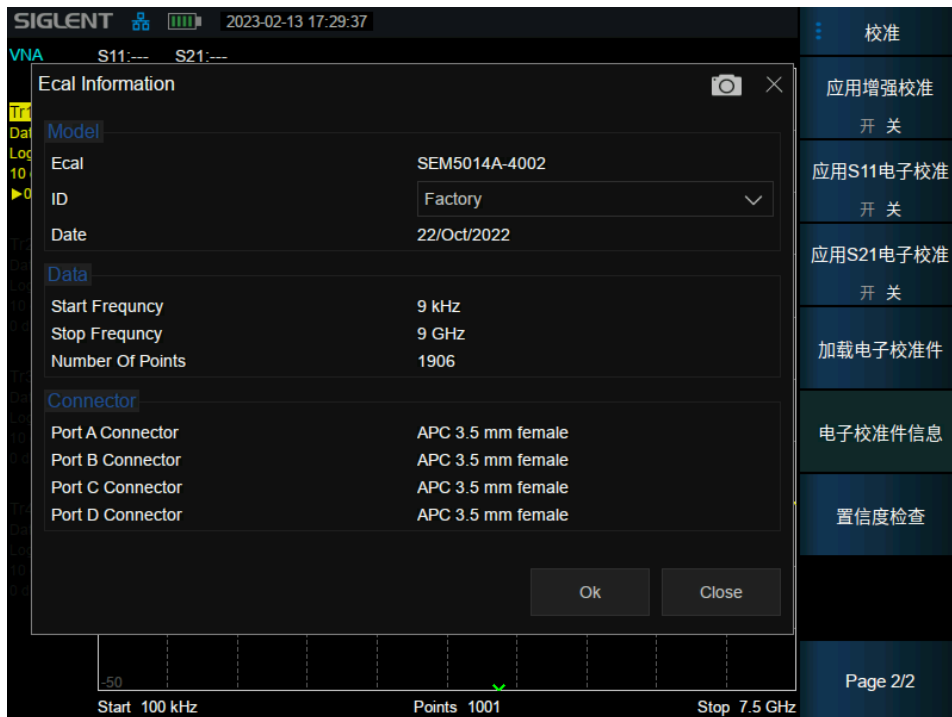 SIGLENT 2023-02-13 17:29:37
校准
VNA S11:--- S21:---
Ecal Information
应用增强校准
开 关
Tr1
Model
Ecal SEM5014A-4002
ID Factory
Date 22/Oct/2022
应用S11电子校准
开 关
Data
Start Frequncy 9 kHz
Stop Frequncy 9 GHz
Number Of Points 1906
应用S21电子校准
开 关
加载电子校准件
Connector
Port A Connector APC 3.5 mm female
Port B Connector APC 3.5 mm female
Port C Connector APC 3.5 mm female
Port D Connector APC 3.5 mm female
电子校准件信息
置信度检查
Ok Close
-50
Page 2/2
Start 100 kHz Points 1001 Stop 7.5 GHz